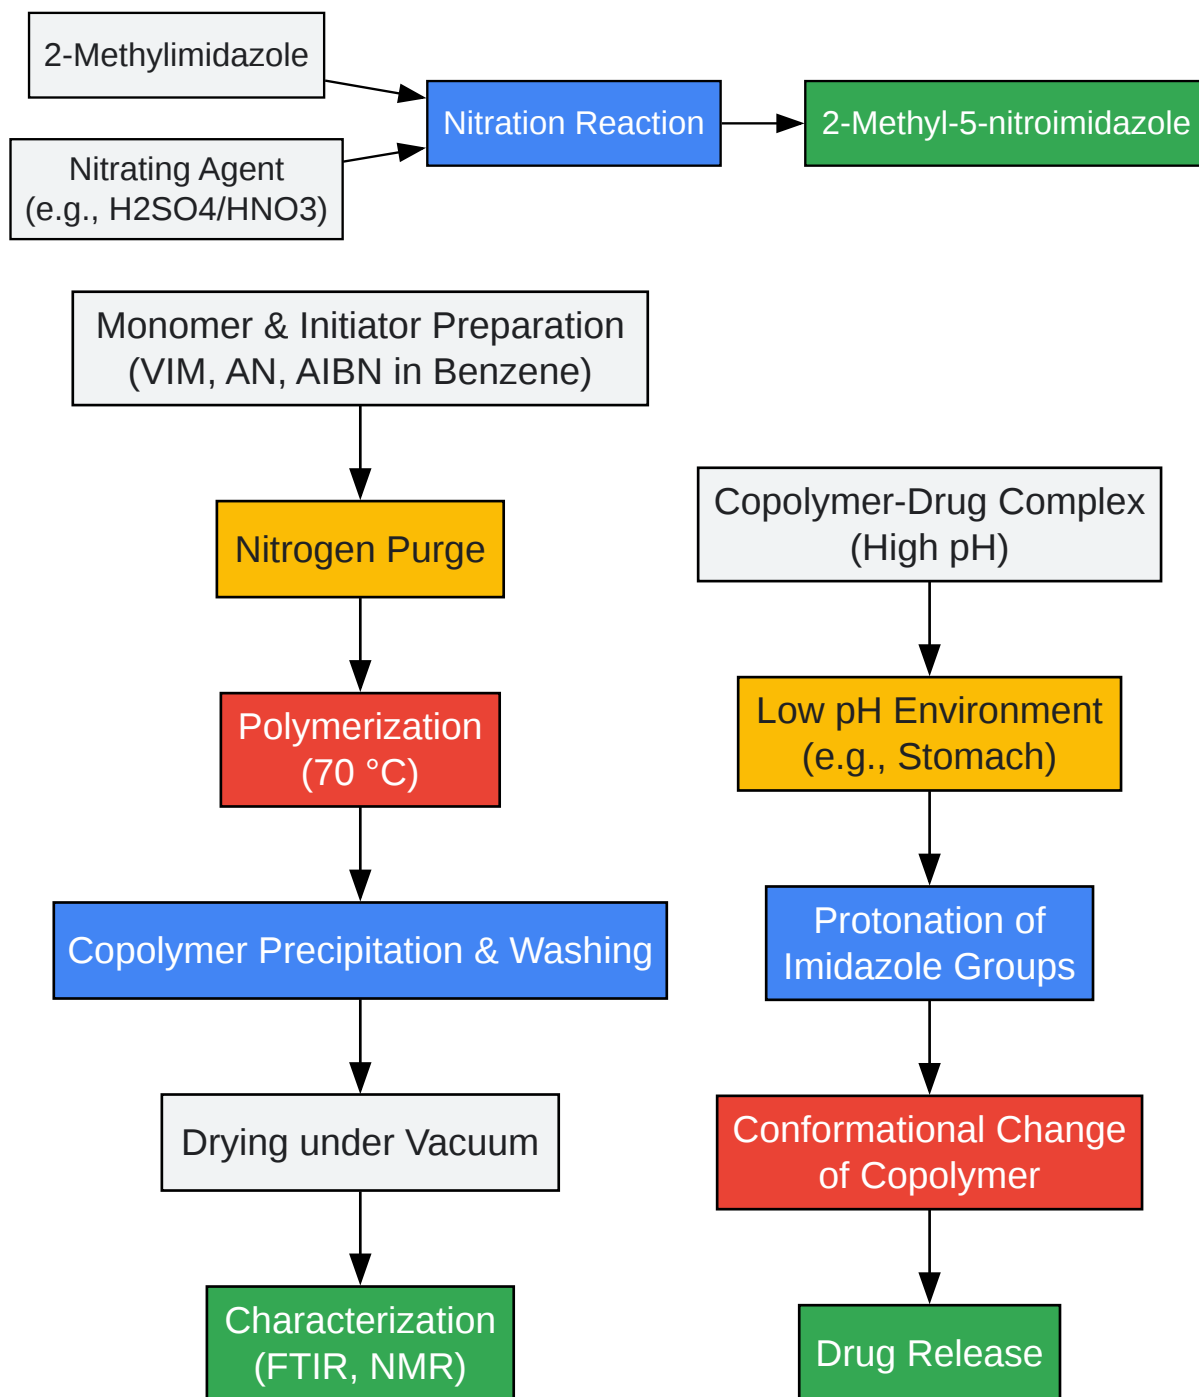 2-Methylimidazole
Nitrating Agent
(e.g., H2SO4/HNO3)
Nitration Reaction
2-Methyl-5-nitroimidazole
Monomer & Initiator Preparation
(VIM, AN, AIBN in Benzene)
Nitrogen Purge
Polymerization
(70 °C)
Copolymer Precipitation & Washing
Drying under Vacuum
Characterization
(FTIR, NMR)
Copolymer-Drug Complex
(High pH)
Low pH Environment
(e.g., Stomach)
Protonation of
Imidazole Groups
Conformational Change
of Copolymer
Drug Release